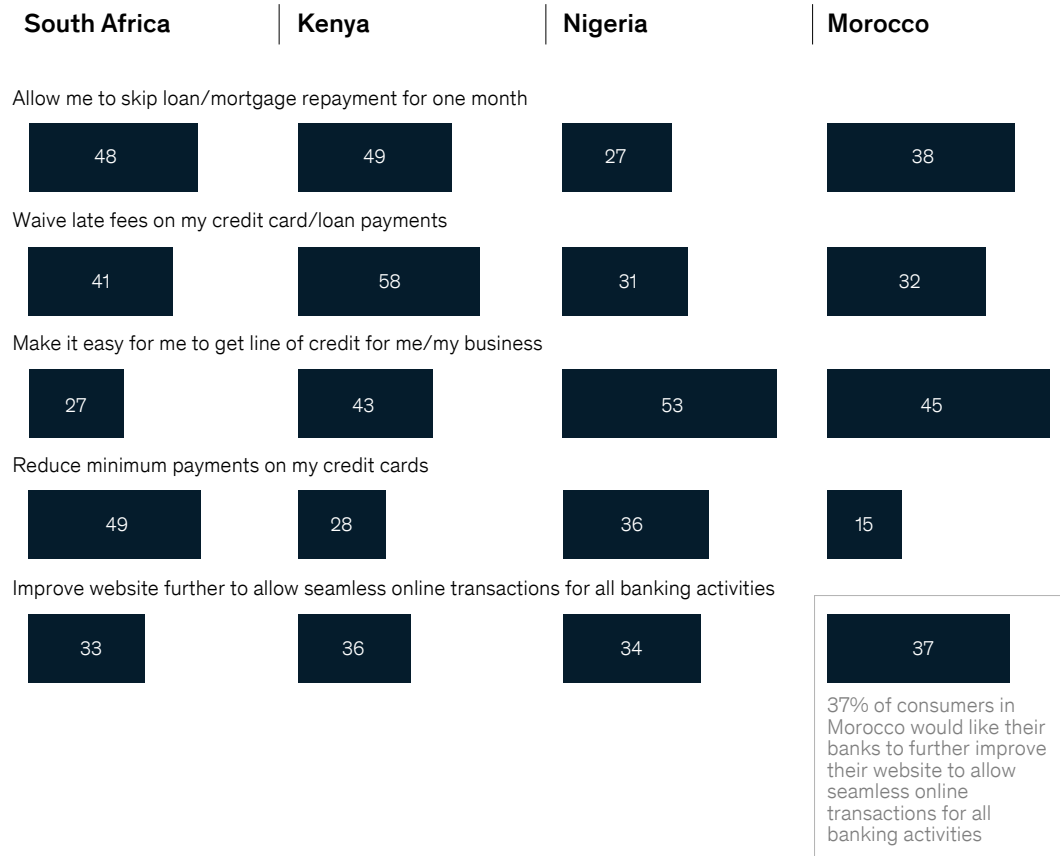 South Africa Kenya Nigeria Morocco
Allow me to skip loan/mortgage repayment for one month
48 49 27 38
Waive late fees on my credit card/loan payments
41 58 31 32
Make it easy for me to get line of credit for me/my business
27 43 53 45
Reduce minimum payments on my credit cards
49 28 36 15
Improve website further to allow seamless online transactions for all banking activities
33 36 34 37
37% of consumers in
Morocco would like their
banks to further improve
their website to allow
seamless online
transactions for all
banking activities